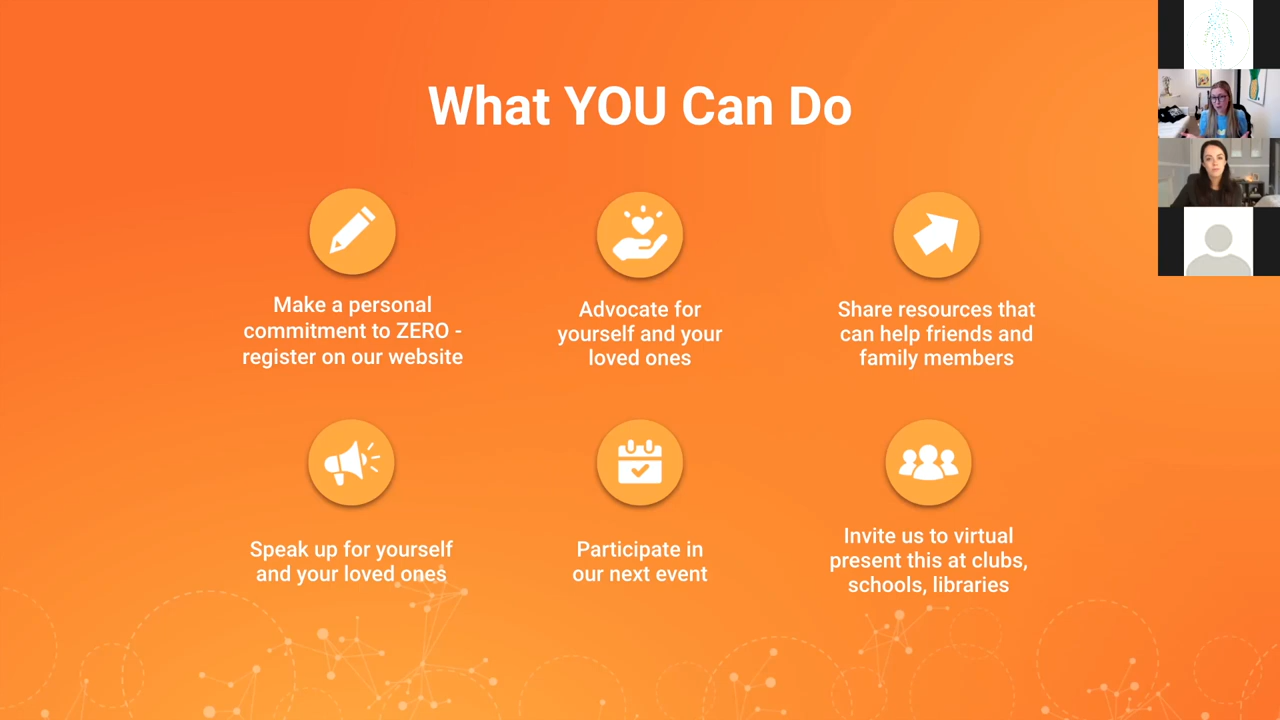 What YOU Can Do
Make a personal
commitment to ZERO -
register on our website
Advocate for
yourself and your
loved ones
Share resources that
can help friends and
family members
Speak up for yourself
and your loved ones
Participate in
our next event
Invite us to virtual
present this at clubs,
schools, libraries